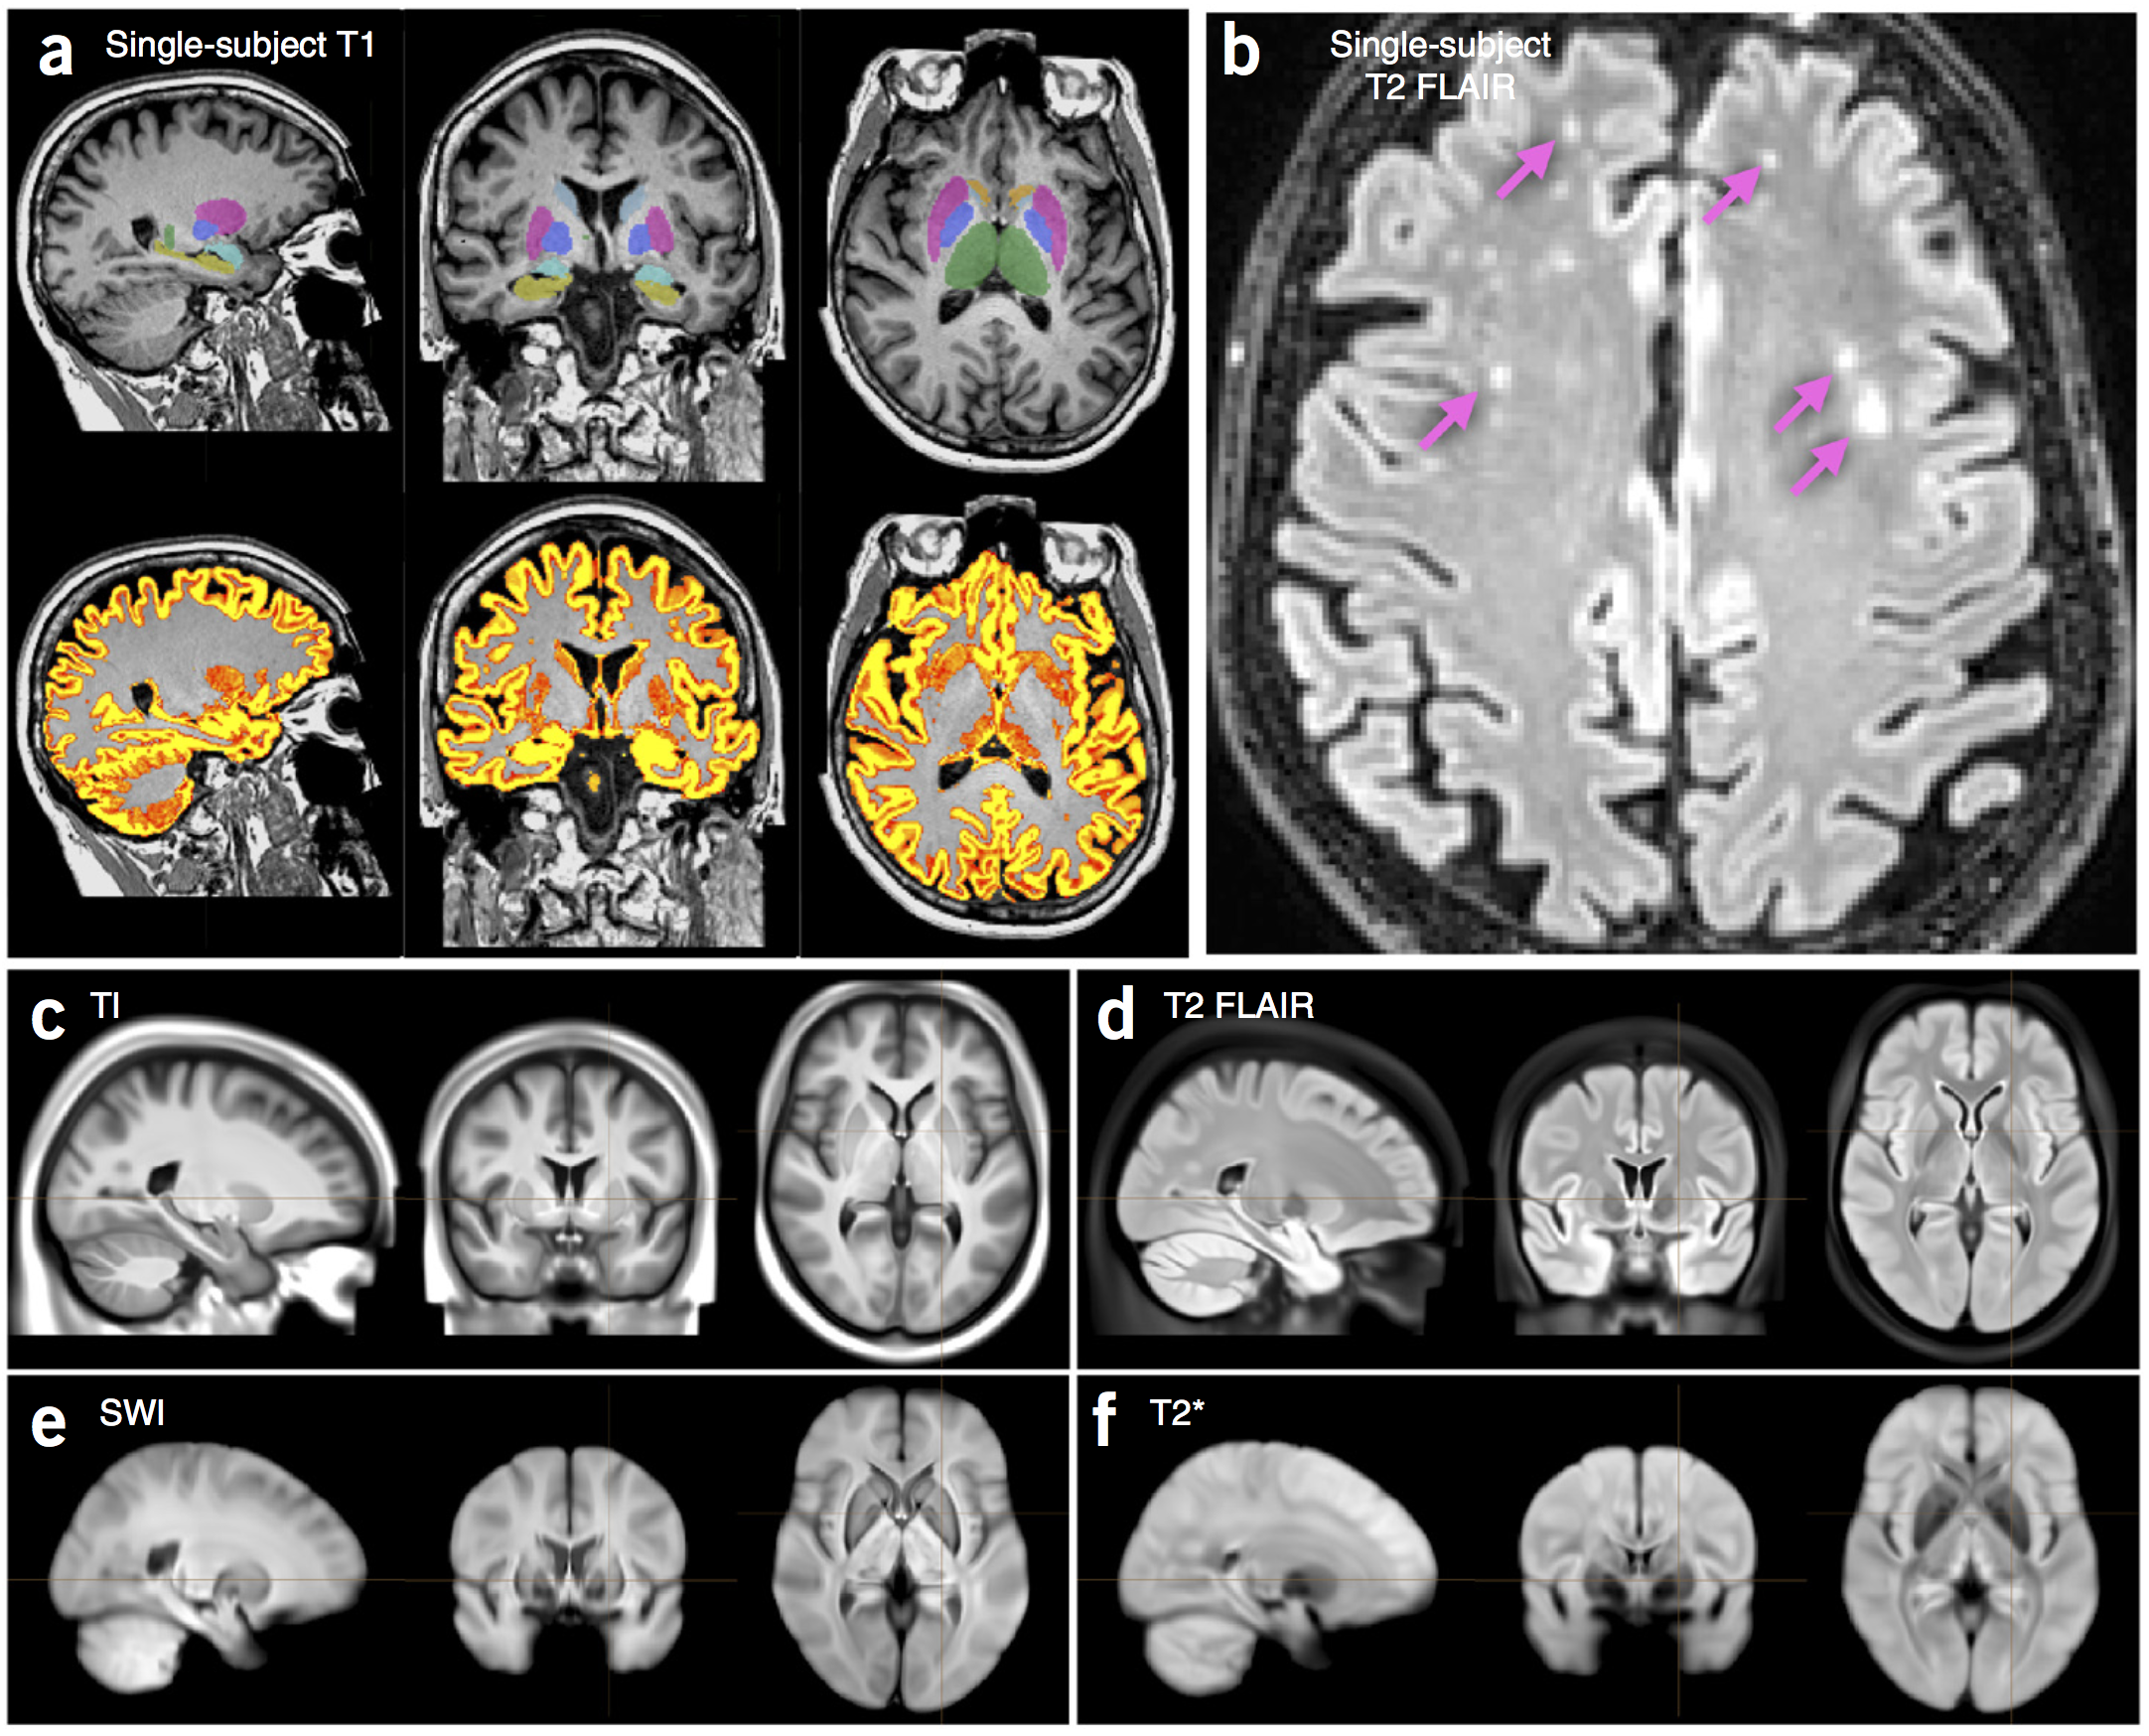 a Single-subject T1
b Single-subject
T2 FLAIR
c TI
d T2 FLAIR
e SWI
f T2*